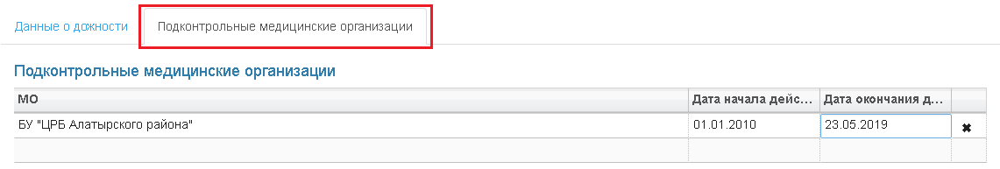 Данные о дожности Подконтрольные медицинские организации
Подконтрольные медицинские организации
МО Дата начала дейс... Дата окончания д...
БУ "ЦРБ Алатырского района" 01.01.2010 23.05.2019 ✖